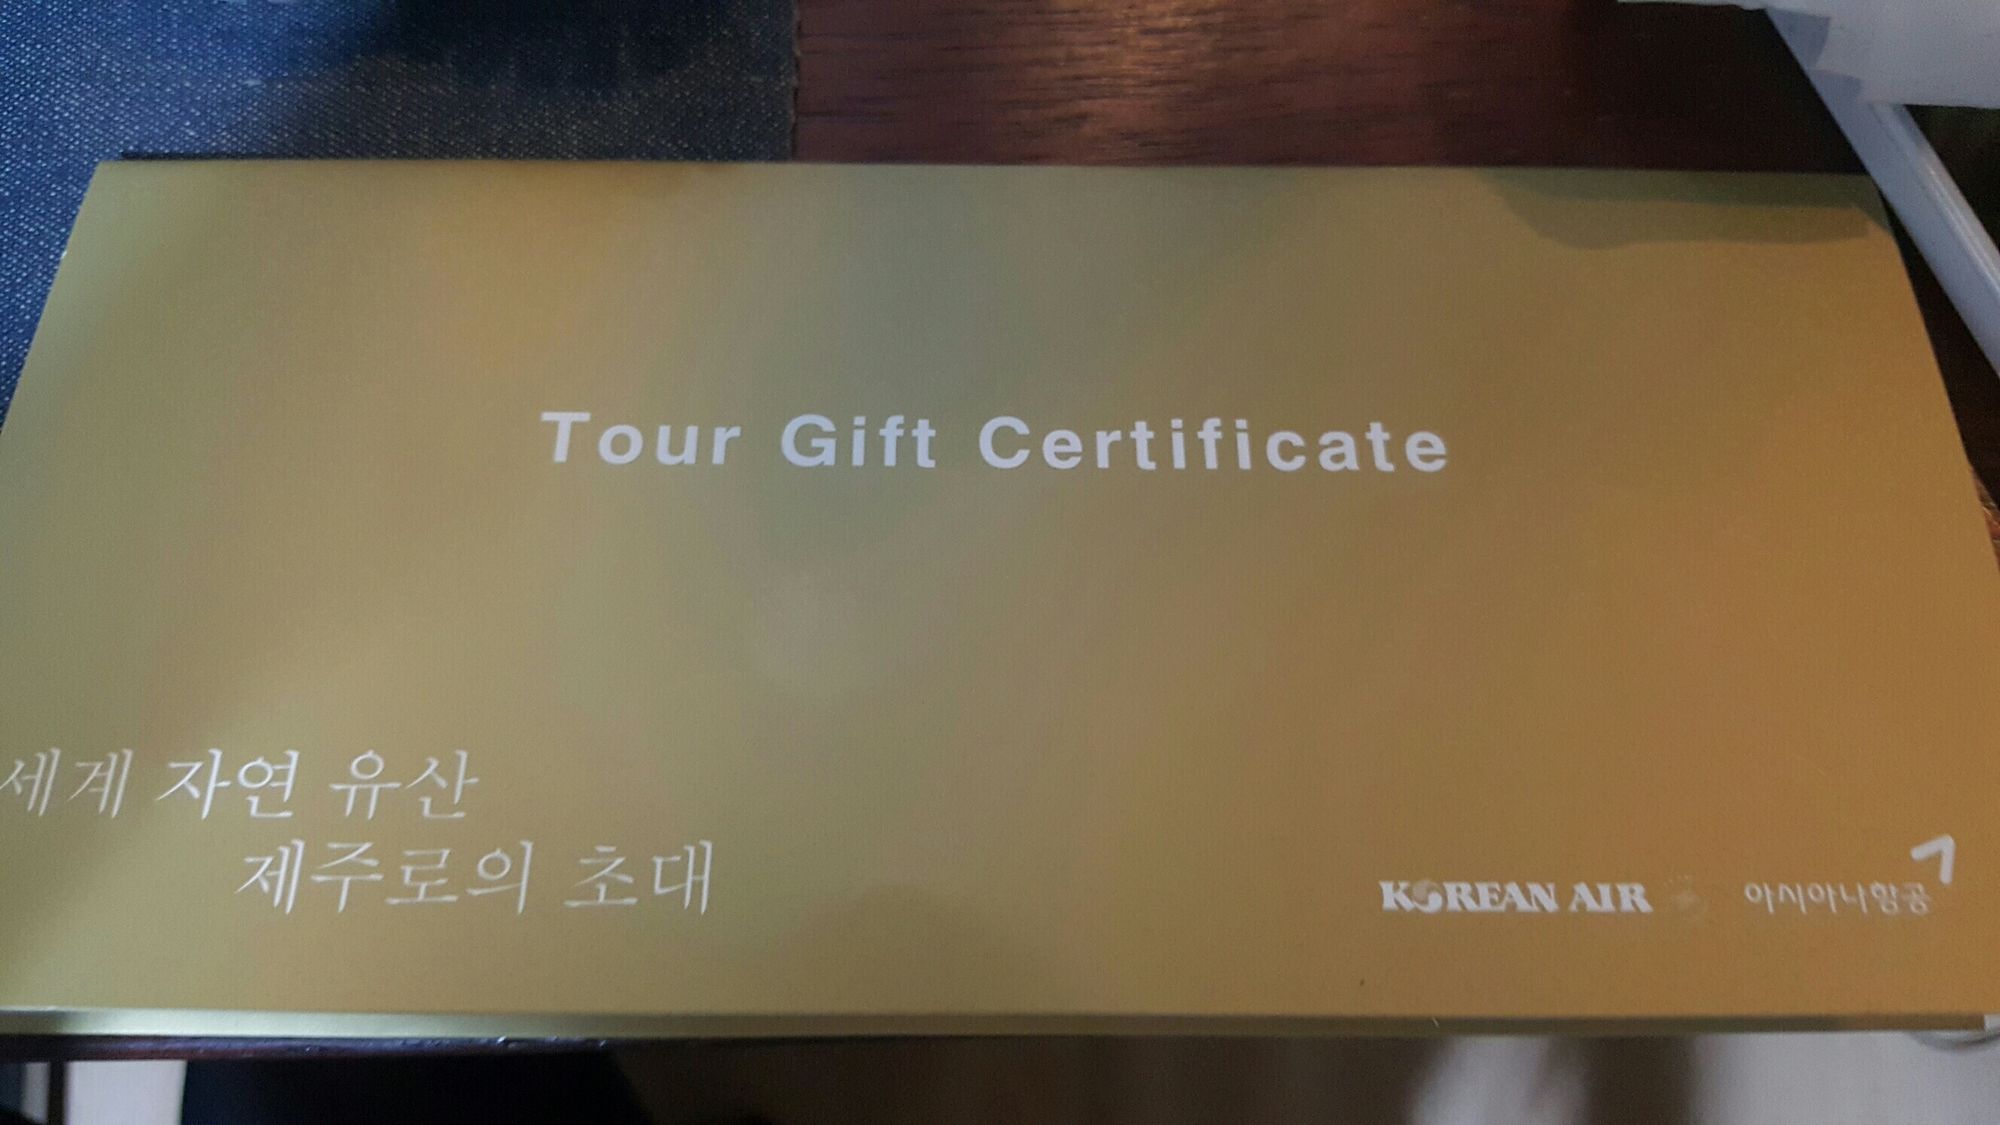 Tour Gift Certificate
세계 자연 유산
제주로의 초대
KOREAN AIR
아시아나항공